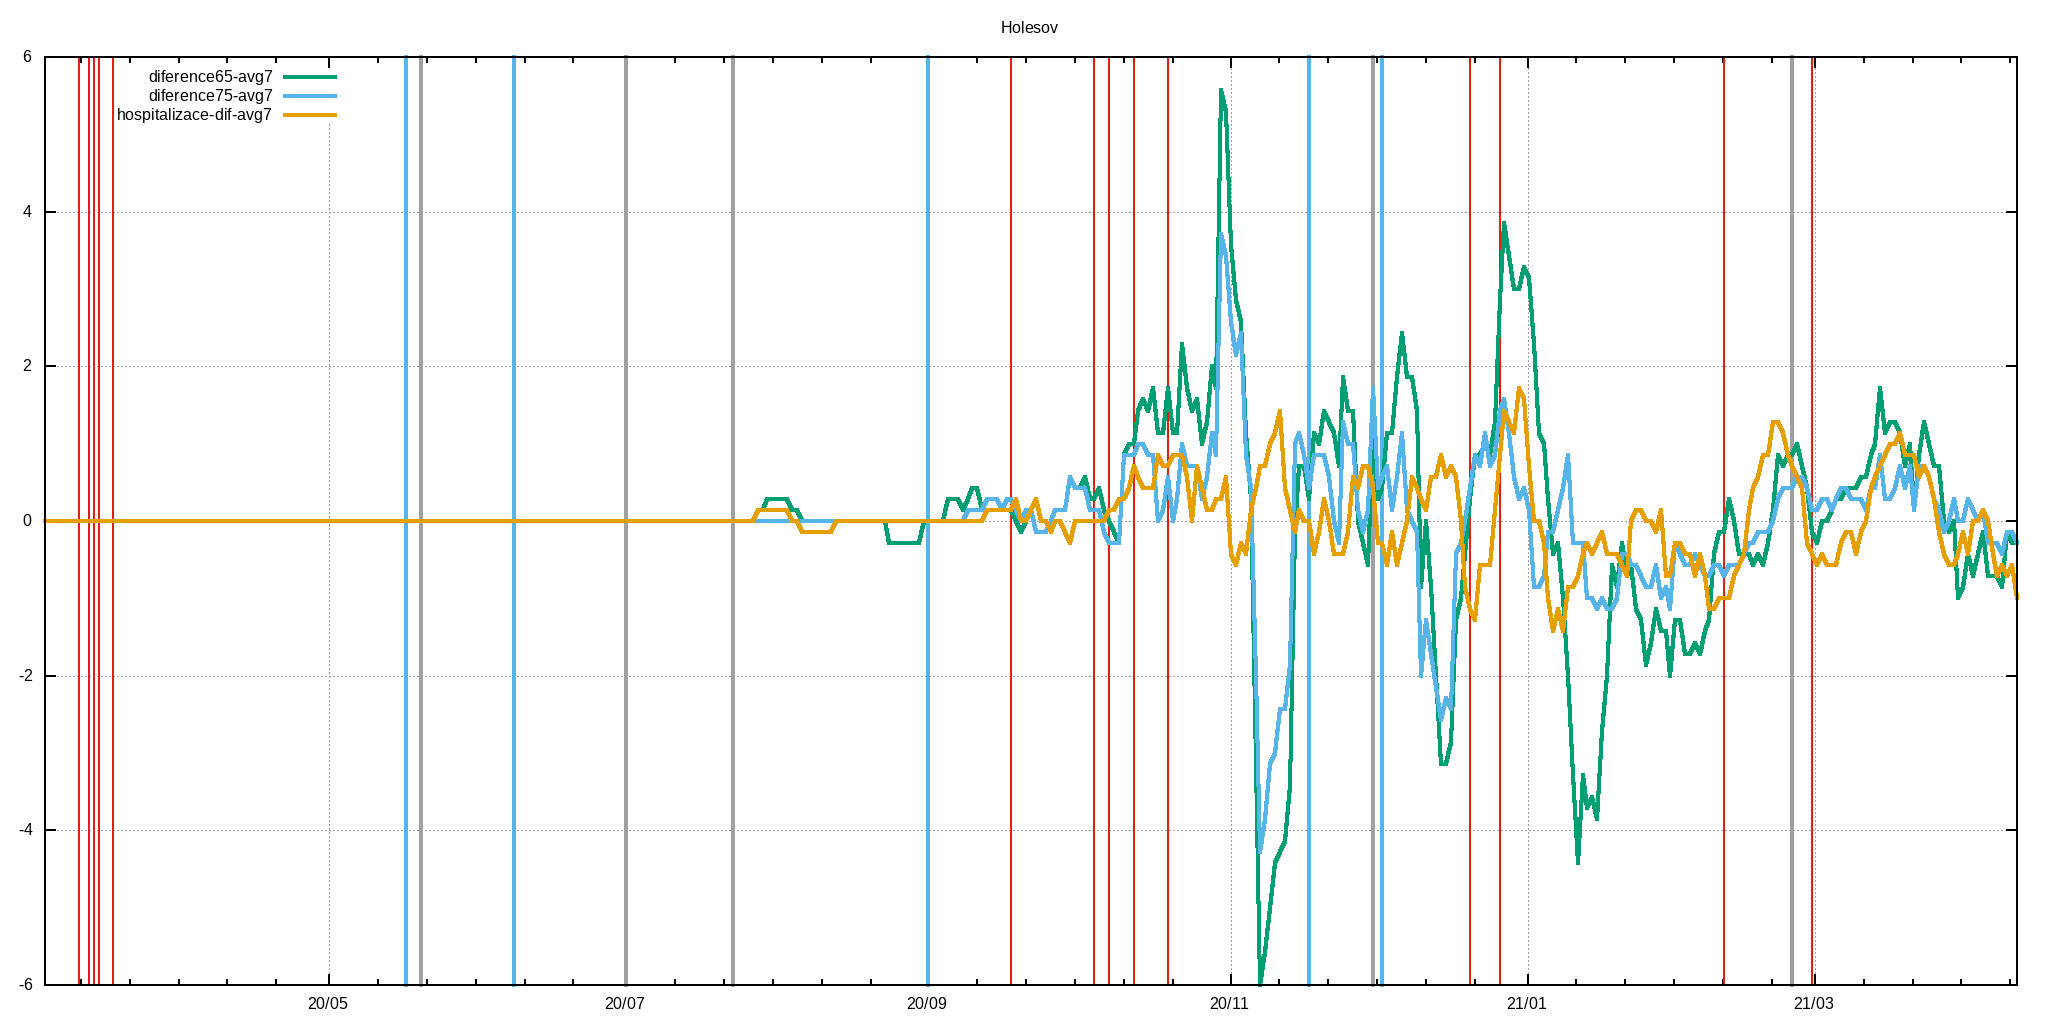 Holesov
6
diference65-avg7
diference75-avg7
hospitalizace-dif-avg7
4
2
0
-2
-4
-6
20/05 20/07 20/09 20/11 21/01 21/03